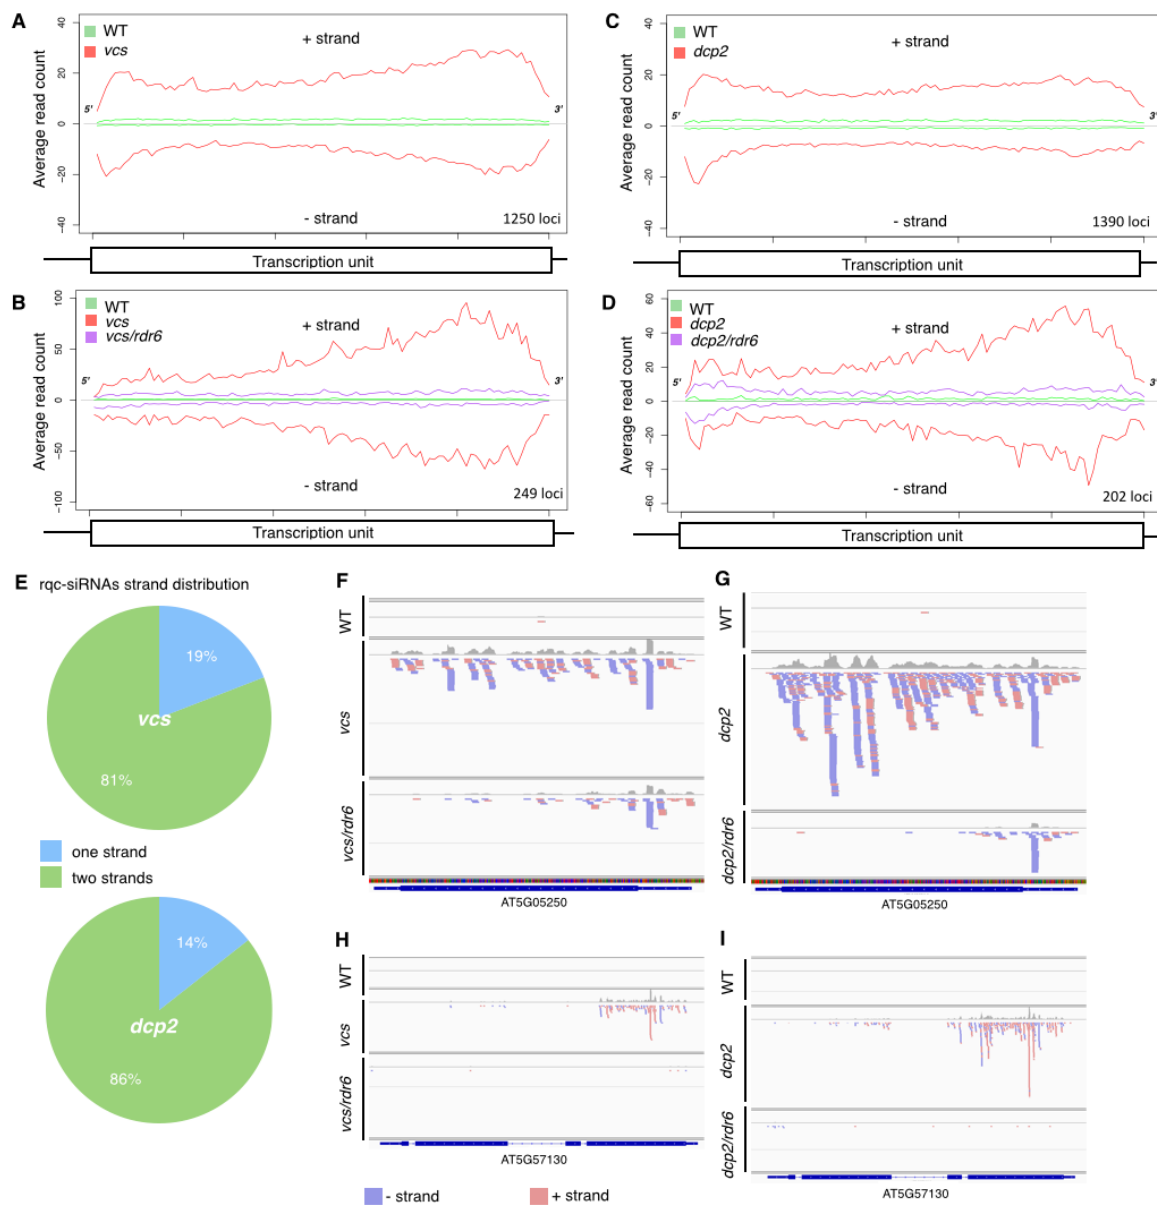 A
WT
vcs
+ strand
Average read count
40
20
0
−20
−40
5'
3'
- strand
1250 loci
Transcription unit
C
WT
dcp2
+ strand
Average read count
40
20
0
−20
−40
5'
3'
- strand
1390 loci
Transcription unit
B
WT
vcs
vcs/rdr6
+ strand
Average read count
100
50
0
−50
−100
5'
3'
- strand
249 loci
Transcription unit
D
WT
dcp2
dcp2/rdr6
+ strand
Average read count
60
40
20
0
−20
−40
−60
5'
3'
- strand
202 loci
Transcription unit
E
rqc-siRNAs strand distribution
19%
vcs
81%
one strand
two strands
14%
dcp2
86%
F
WT
vcs
vcs/rdr6
AT5G05250
G
WT
dcp2
dcp2/rdr6
AT5G05250
H
WT
vcs
vcs/rdr6
AT5G57130
I
WT
dcp2
dcp2/rdr6
AT5G57130
- strand
+ strand